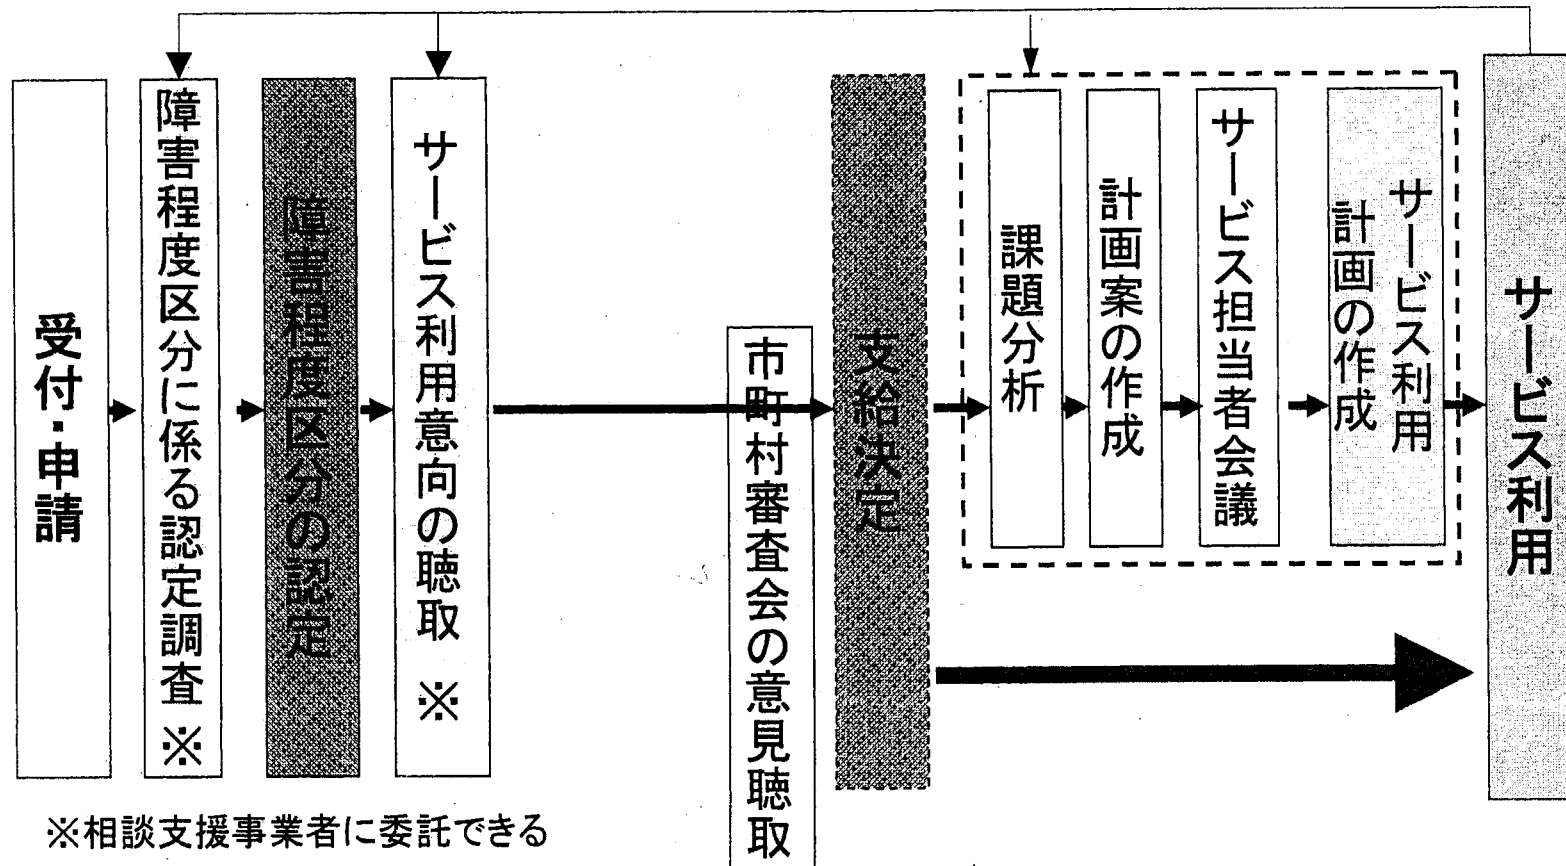 受付・申請
障害程度区分に係る認定調査 ※
障害程度区分の認定
サービス利用意向の聴取 ※
市町村審査会の意見聴取
支給決定
課題分析
計画案の作成
サービス担当者会議
サービス利用
計画の作成
サービス利用
※相談支援事業者に委託できる